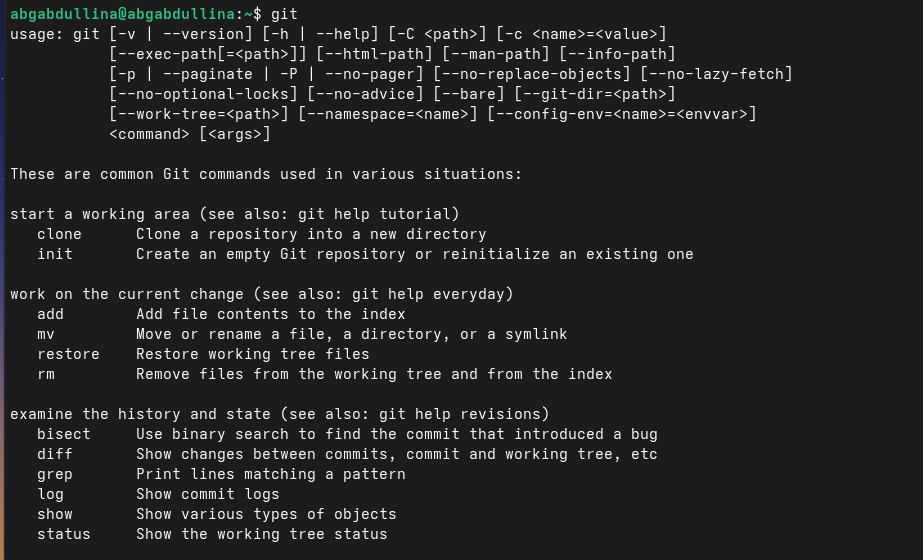 abgabdullina@abgabdullina:~$ git
usage: git [-v | --version] [-h | --help] [-C <path>] [-c <name>=<value>]
           [--exec-path[=<path>]] [--html-path] [--man-path] [--info-path]
           [-p | --paginate | -P | --no-pager] [--no-replace-objects] [--no-lazy-fetch]
           [--no-optional-locks] [--no-advice] [--bare] [--git-dir=<path>]
           [--work-tree=<path>] [--namespace=<name>] [--config-env=<name>=<envvar>]
           <command> [<args>]

These are common Git commands used in various situations:

start a working area (see also: git help tutorial)
   clone      Clone a repository into a new directory
   init       Create an empty Git repository or reinitialize an existing one

work on the current change (see also: git help everyday)
   add        Add file contents to the index
   mv         Move or rename a file, a directory, or a symlink
   restore    Restore working tree files
   rm         Remove files from the working tree and from the index

examine the history and state (see also: git help revisions)
   bisect     Use binary search to find the commit that introduced a bug
   diff       Show changes between commits, commit and working tree, etc
   grep       Print lines matching a pattern
   log        Show commit logs
   show       Show various types of objects
   status     Show the working tree status